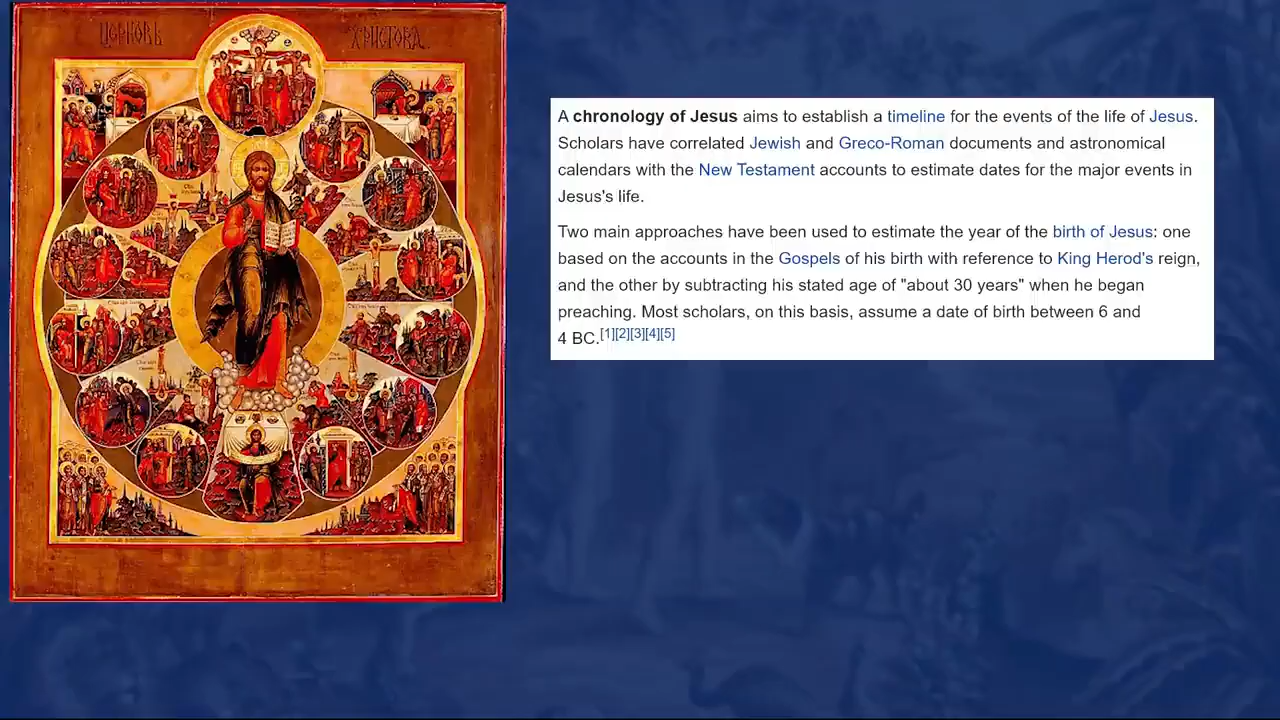 ЦЕРКОВЬ ХРИСТОВА
A chronology of Jesus aims to establish a timeline for the events of the life of Jesus.
Scholars have correlated Jewish and Greco-Roman documents and astronomical
calendars with the New Testament accounts to estimate dates for the major events in
Jesus's life.
Two main approaches have been used to estimate the year of the birth of Jesus: one
based on the accounts in the Gospels of his birth with reference to King Herod's reign,
and the other by subtracting his stated age of "about 30 years" when he began
preaching. Most scholars, on this basis, assume a date of birth between 6 and
4 BC.[1][2][3][4][5]